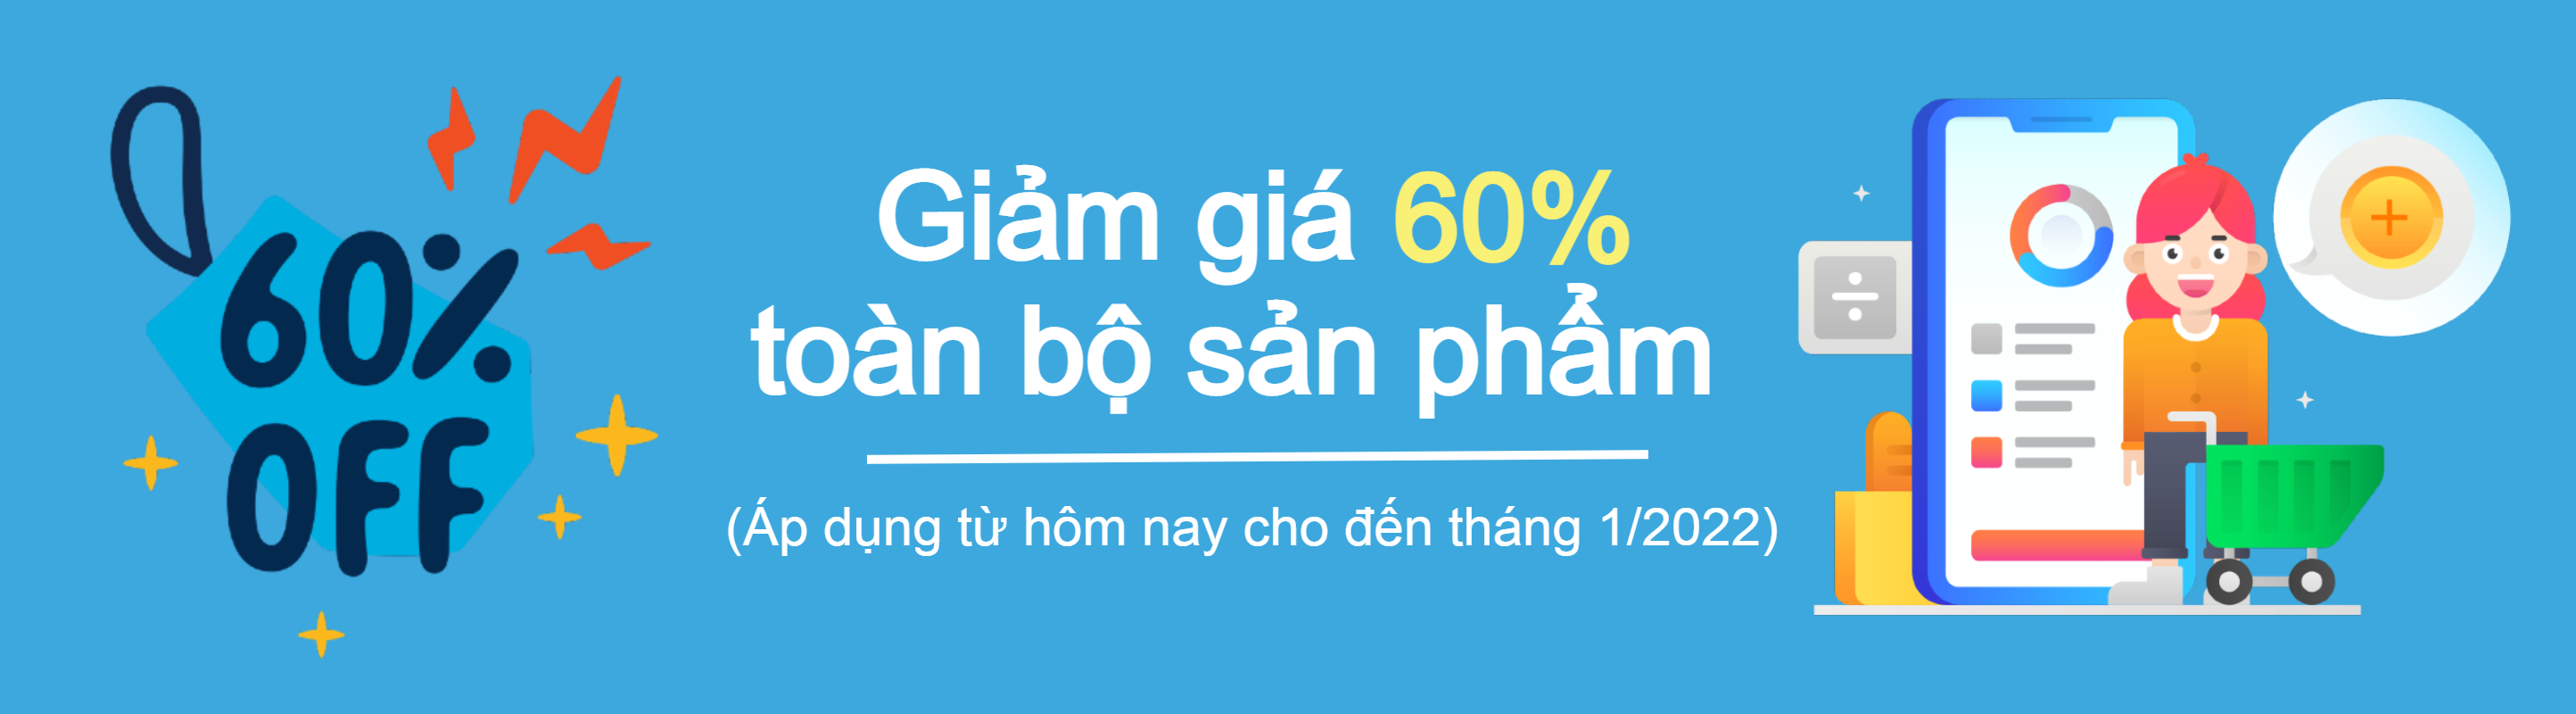 60%
OFF
Giảm giá 60%
toàn bộ sản phẩm
(Áp dụng từ hôm nay cho đến tháng 1/2022)